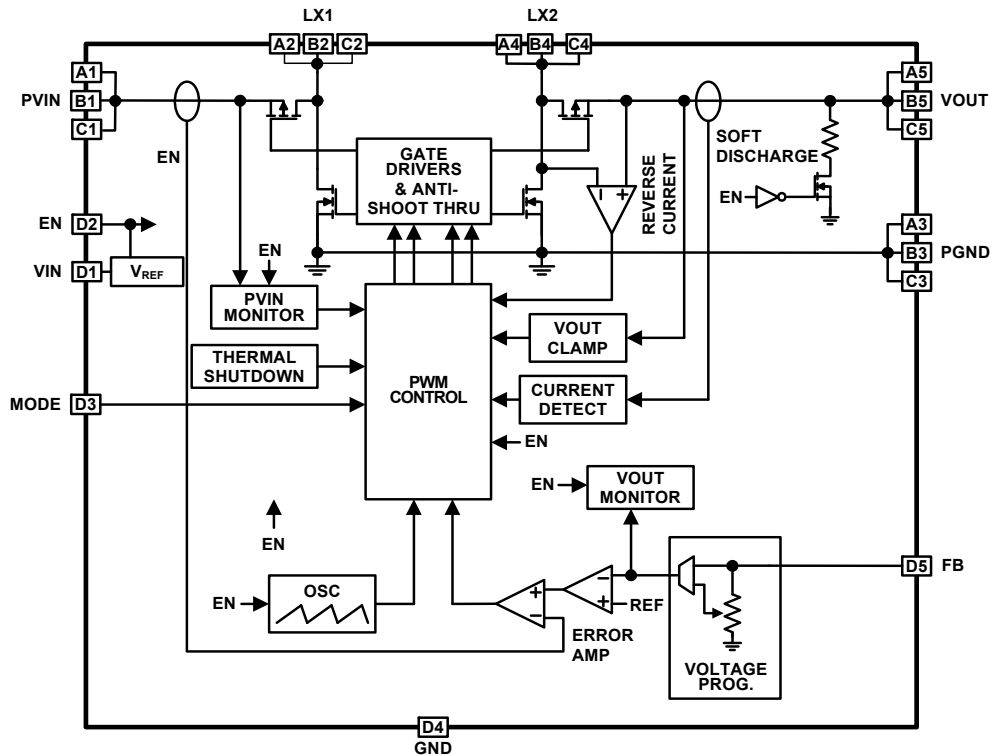 LX1
LX2
A2 B2 C2
A4 B4 C4
A1
PVIN B1
C1
A5
B5 VOUT
C5
EN
GATE
DRIVERS
& ANTI-
SHOOT THRU
REVERSE
CURRENT
SOFT
DISCHARGE
EN
EN D2
VIN D1
VREF
A3
B3 PGND
C3
EN
PVIN
MONITOR
THERMAL
SHUTDOWN
MODE D3
PWM
CONTROL
VOUT
CLAMP
CURRENT
DETECT
EN
EN
VOUT
MONITOR
EN
EN
OSC
REF
ERROR
AMP
VOLTAGE
PROG.
D5 FB
D4
GND